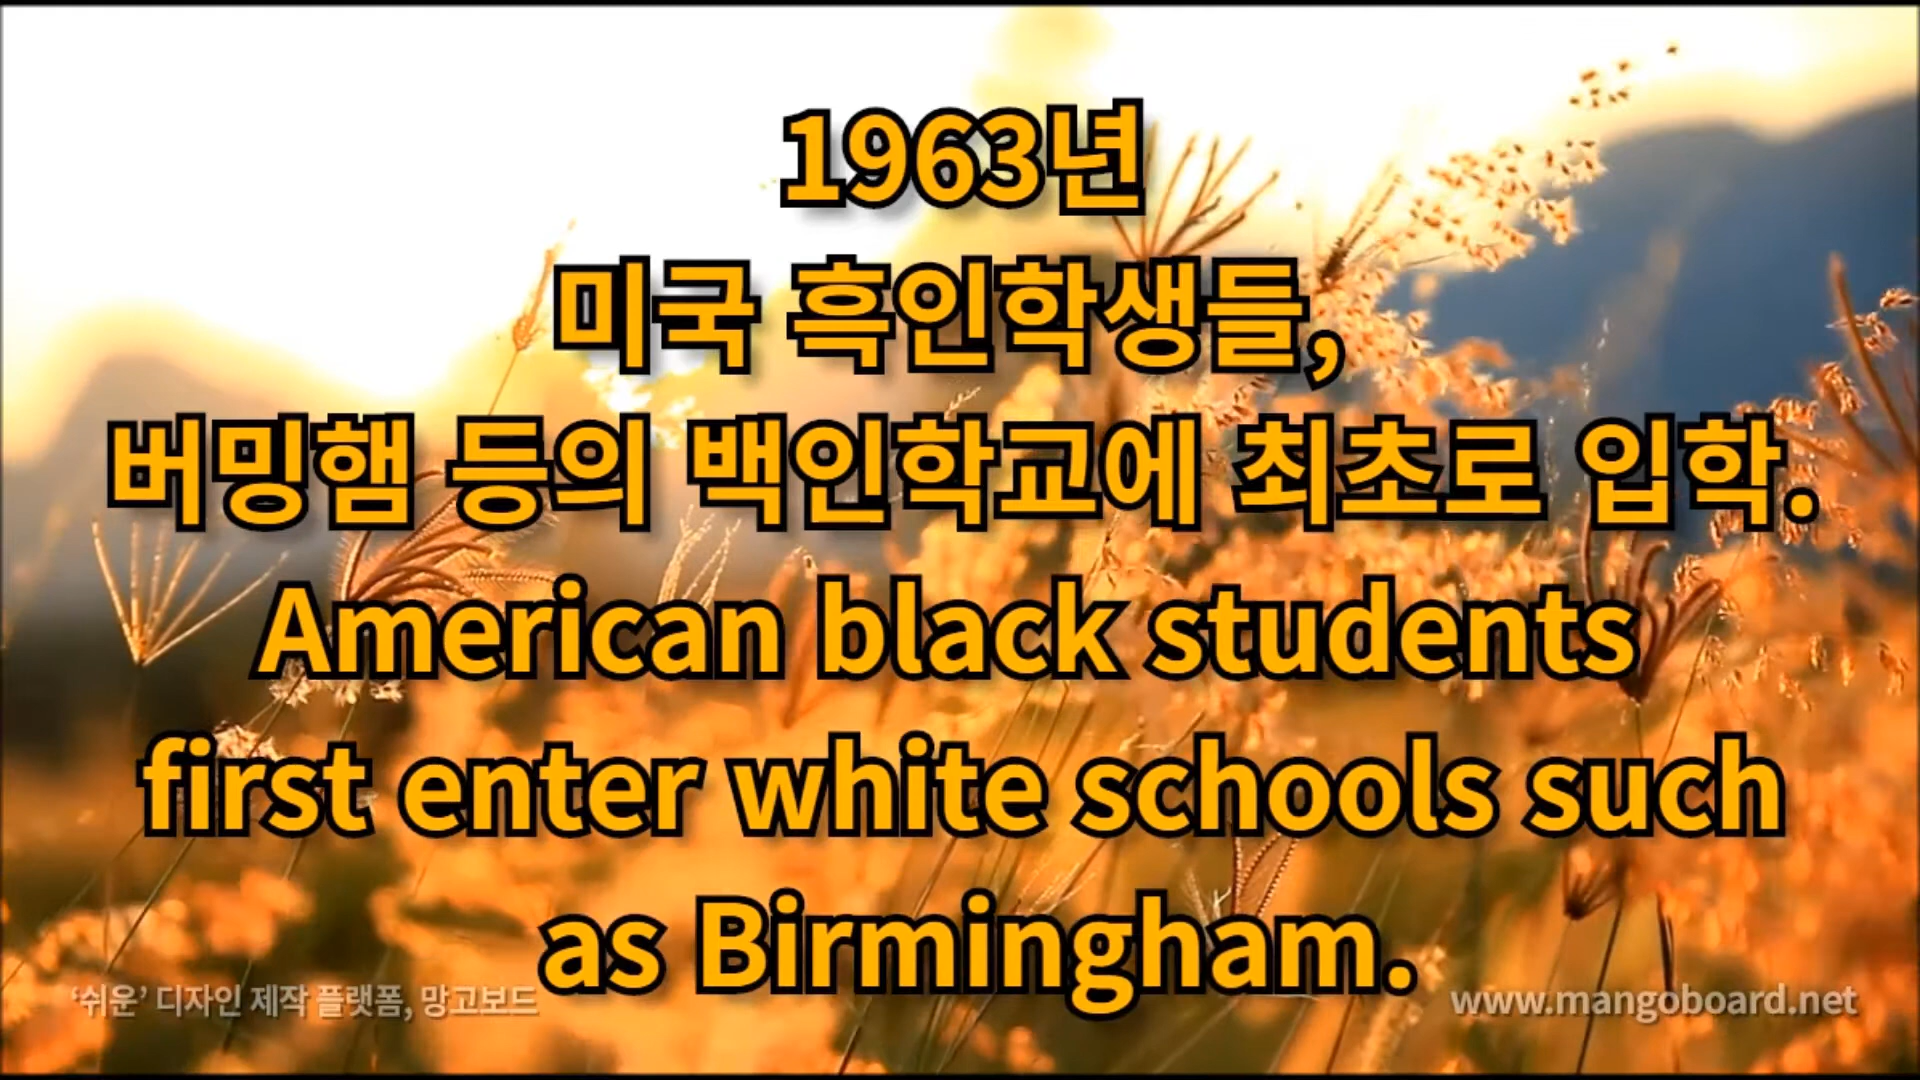 1963년
미국 흑인학생들,
버밍햄 등의 백인학교에 최초로 입학.
American black students
first enter white schools such
as Birmingham.
‘쉬운’ 디자인 제작 플랫폼, 망고보드
www.mangoboard.net